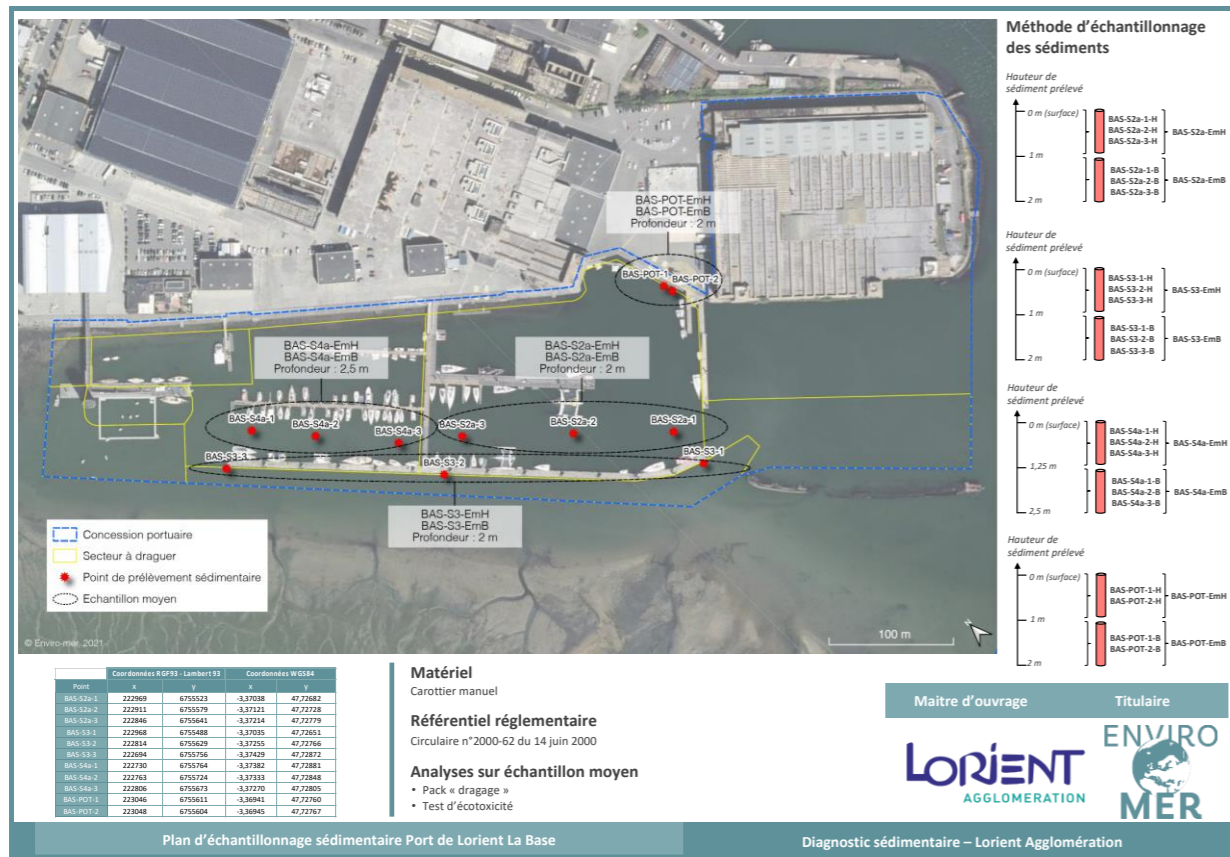 Méthode d'échantillonnage
des sédiments
Hauteur de
sédiment prélevé
0 m (surface)
1 m
2 m
BAS-S2a-1-H
BAS-S2a-2-H
BAS-S2a-3-H
BAS-S2a-EmH
BAS-S2a-1-B
BAS-S2a-2-B
BAS-S2a-3-B
BAS-S2a-EmB
Hauteur de
sédiment prélevé
0 m (surface)
1 m
2 m
BAS-S3-1-H
BAS-S3-2-H
BAS-S3-3-H
BAS-S3-EmH
BAS-S3-1-B
BAS-S3-2-B
BAS-S3-3-B
BAS-S3-EmB
Hauteur de
sédiment prélevé
0 m (surface)
1,25 m
2,5 m
BAS-S4a-1-H
BAS-S4a-2-H
BAS-S4a-3-H
BAS-S4a-EmH
BAS-S4a-1-B
BAS-S4a-2-B
BAS-S4a-3-B
BAS-S4a-EmB
Hauteur de
sédiment prélevé
0 m (surface)
1 m
2 m
BAS-POT-1-H
BAS-POT-2-H
BAS-POT-EmH
BAS-POT-1-B
BAS-POT-2-B
BAS-POT-EmB
BAS-POT-EmH
BAS-POT-EmB
Profondeur : 2 m
BAS-POT-1
BAS-POT-2
BAS-S4a-EmH
BAS-S4a-EmB
Profondeur : 2,5 m
BAS-S2a-EmH
BAS-S2a-EmB
Profondeur : 2 m
BAS-S4a-1
BAS-S4a-2
BAS-S4a-3
BAS-S2a-3
BAS-S2a-2
BAS-S2a-1
BAS-S3-3
BAS-S3-2
BAS-S3-1
BAS-S3-EmH
BAS-S3-EmB
Profondeur : 2 m
Concession portuaire
Secteur à draguer
Point de prélèvement sédimentaire
Echantillon moyen
© Enviro-mer, 2021
100 m
N
Coordonnées RGF93 - Lambert 93 Coordonnées WGS84
Point x y x y
BAS-S2a-1 222969 6755523 -3,37038 47,72682
BAS-S2a-2 222911 6755579 -3,37121 47,72728
BAS-S2a-3 222846 6755641 -3,37214 47,72779
BAS-S3-1 222968 6755488 -3,37035 47,72651
BAS-S3-2 222814 6755629 -3,37255 47,72766
BAS-S3-3 222694 6755756 -3,37429 47,72872
BAS-S4a-1 222730 6755764 -3,37382 47,72881
BAS-S4a-2 222763 6755724 -3,37333 47,72848
BAS-S4a-3 222806 6755673 -3,37270 47,72805
BAS-POT-1 223046 6755611 -3,36941 47,72760
BAS-POT-2 223048 6755604 -3,36945 47,72767
Matériel
Carottier manuel
Référentiel réglementaire
Circulaire n°2000-62 du 14 juin 2000
Analyses sur échantillon moyen
• Pack « dragage »
• Test d'écotoxicité
Maitre d'ouvrage
Titulaire
LORIENT
AGGLOMERATION
ENVIRO
MER
Plan d'échantillonnage sédimentaire Port de Lorient La Base
Diagnostic sédimentaire – Lorient Agglomération